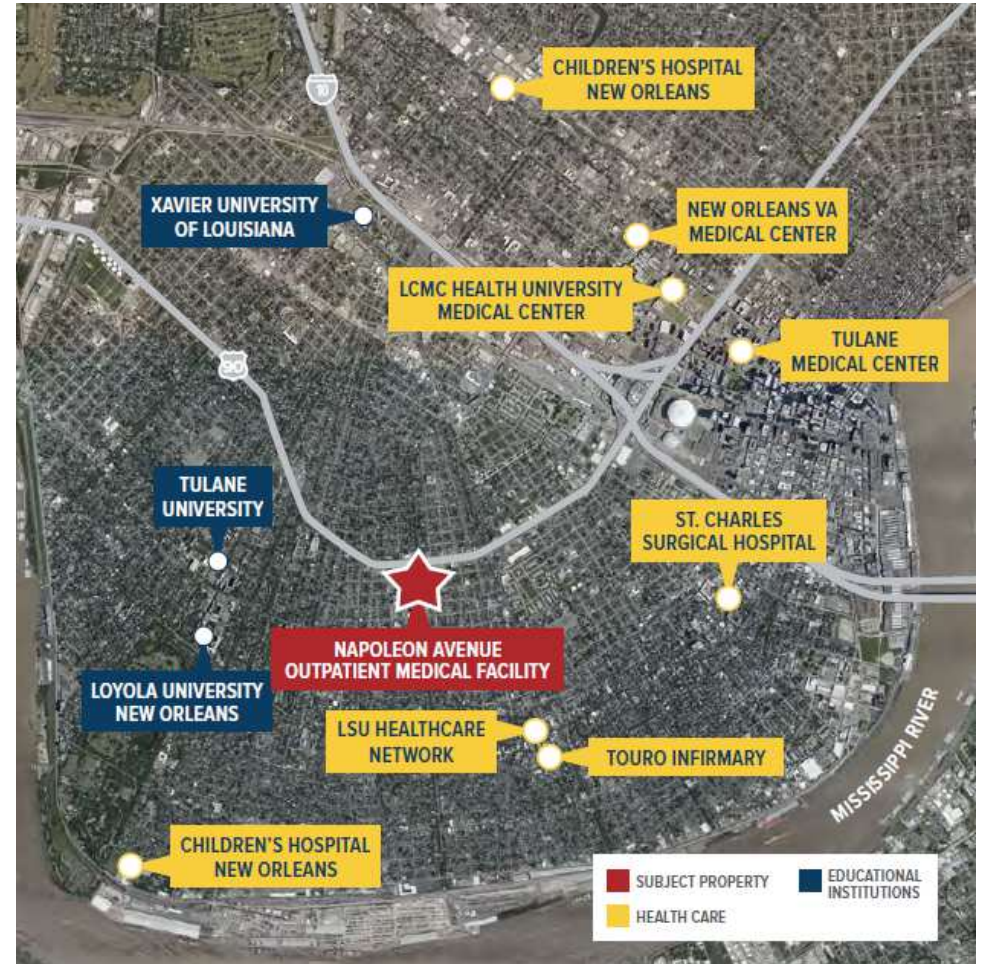 CHILDREN'S HOSPITAL
NEW ORLEANS
10
XAVIER UNIVERSITY
OF LOUISIANA
NEW ORLEANS VA
MEDICAL CENTER
LCMC HEALTH UNIVERSITY
MEDICAL CENTER
TULANE
MEDICAL CENTER
90
TULANE
UNIVERSITY
ST. CHARLES
SURGICAL HOSPITAL
NAPOLEON AVENUE
OUTPATIENT MEDICAL FACILITY
LOYOLA UNIVERSITY
NEW ORLEANS
LSU HEALTHCARE
NETWORK
TOURO INFIRMARY
MISSISSIPPI RIVER
CHILDREN'S HOSPITAL
NEW ORLEANS
SUBJECT PROPERTY
EDUCATIONAL
INSTITUTIONS
HEALTH CARE